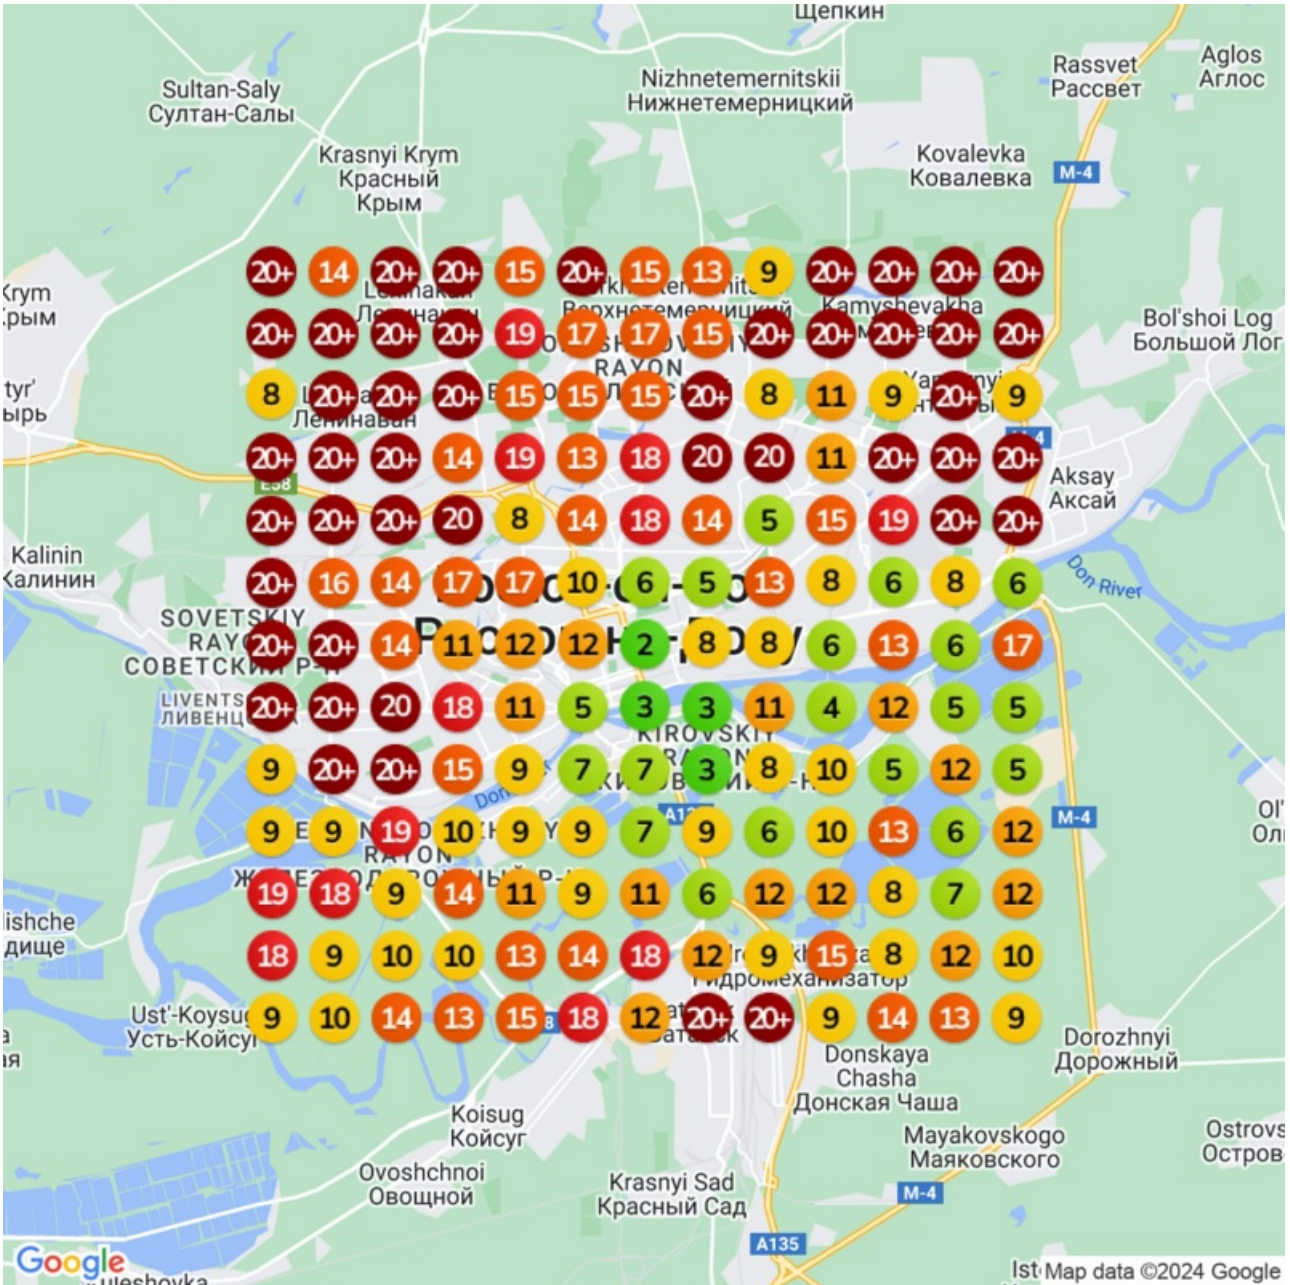 Щепкин
Sultan-Saly
Султан-Салы
Nizhnetemernitskii
Нижнетемерницкий
Rassvet
Рассвет
Aglos
Аглос
Krasnyi Krym
Красный
Крым
Kovalevka
Ковалевка
M-4
20+ 14 20+ 20+ 15 20+ 15 13 9 20+ 20+ 20+ 20+
Krym
Крым
Верхнетемерницкий
Kamyshevakha
Bol'shoi Log
Большой Лог
20+ 20+ 20+ 20+ 19 17 17 15 20+ 20+ 20+ 20+ 20+
RAYON
8 20+ 20+ 20+ 15 15 15 20+ 8 11 9 20+ 9
Ленинаван
20+ 20+ 20+ 14 19 13 18 20 20 11 20+ 20+ 20+
E58
Aksay
Аксай
20+ 20+ 20+ 20 8 14 18 14 5 15 19 20+ 20+
Kalinin
Калинин
Don River
20+ 16 14 17 17 10 6 5 13 8 6 8 6
SOVETSKIY
20+ 20+ 14 11 12 12 2 8 8 6 13 6 17
СОВЕТСКИЙ Р-Н
20+ 20+ 20 18 11 5 3 3 11 4 12 5 5
KIROVSKIY
9 20+ 20+ 15 9 7 7 3 8 10 5 12 5
Don
M-4
9 9 19 10 9 9 7 9 6 10 13 6 12
RAYON
19 18 9 14 11 9 11 6 12 12 8 7 12
18 9 10 10 13 14 18 12 9 15 8 12 10
Гидромеханизатор
Ust'-Koysug
Усть-Койсуг
9 10 14 13 15 18 12 20+ 20+ 9 14 13 9
Donskaya
Chasha
Донская Чаша
Dorozhnyi
Дорожный
Koisug
Койсуг
Mayakovskogo
Маяковского
Ovoshchnoi
Овощной
Krasnyi Sad
Красный Сад
M-4
A135
Google
Map data ©2024 Google